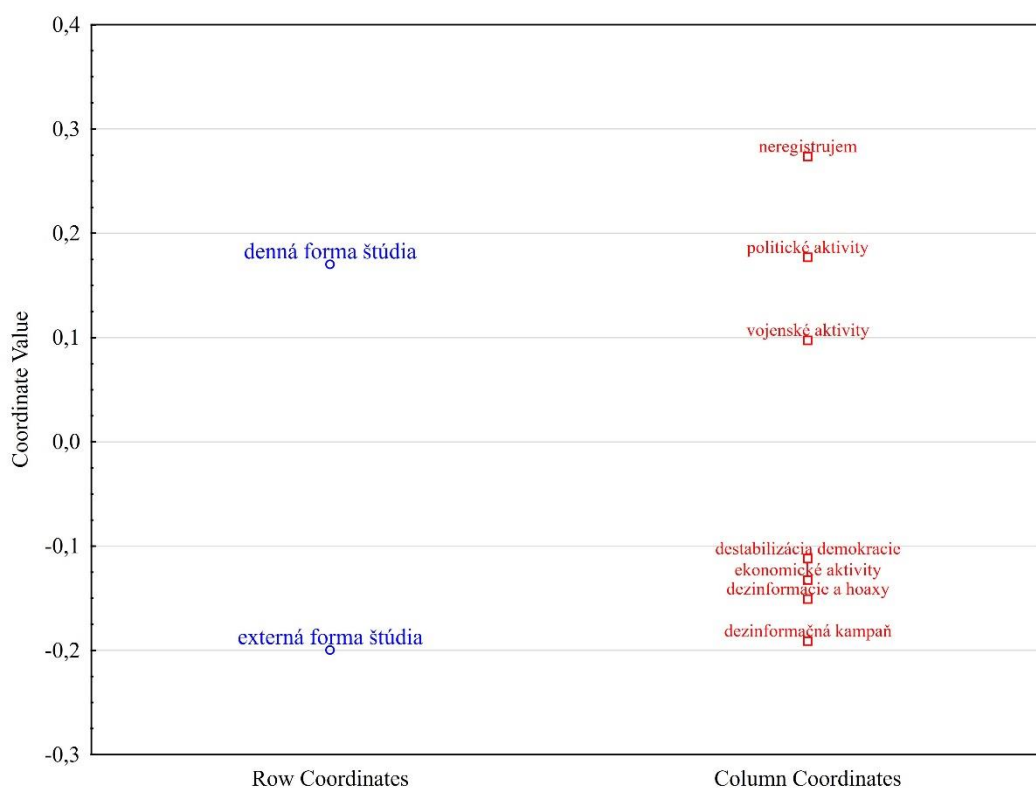 0,4
0,3
0,2
0,1
0,0
-0,1
-0,2
-0,3
Coordinate Value
neregistrujem
politické aktivity
denná forma štúdia
vojenské aktivity
destabilizácia demokracie
ekonomické aktivity
dezinformácie a hoaxy
dezinformačná kampaň
externá forma štúdia
Row Coordinates
Column Coordinates